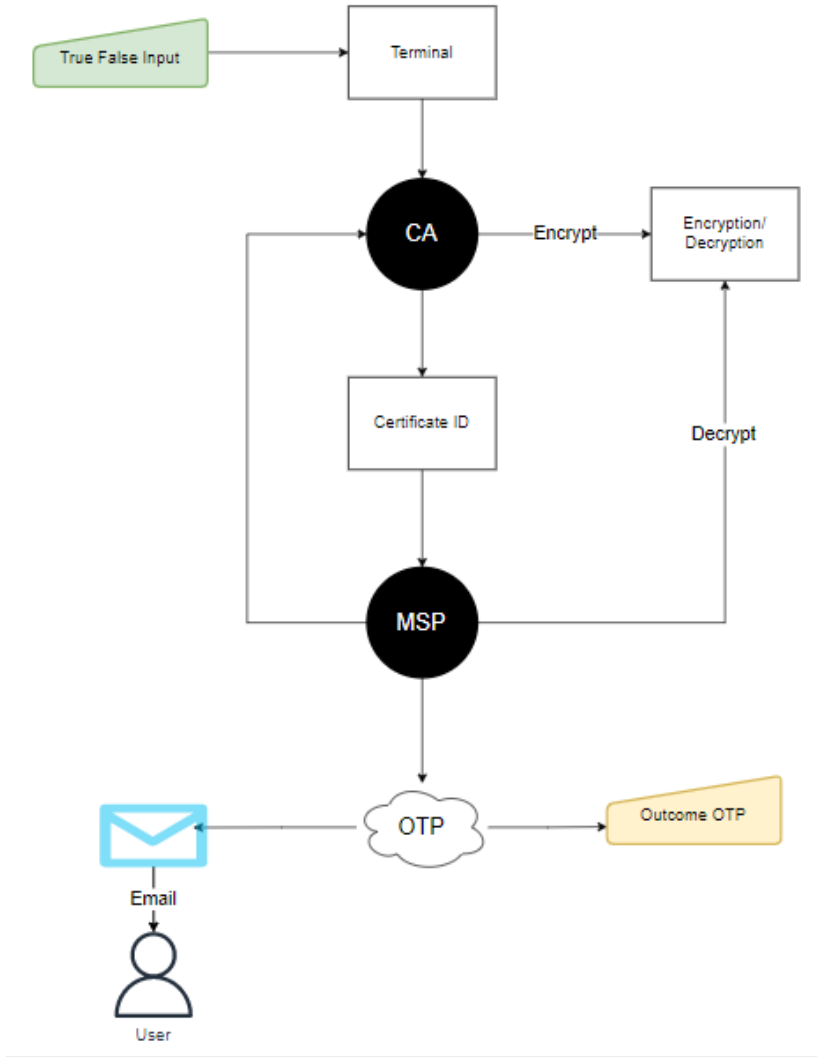 True False Input
Terminal
CA
Encrypt
Encryption/
Decryption
Certificate ID
Decrypt
MSP
OTP
Outcome OTP
Email
User